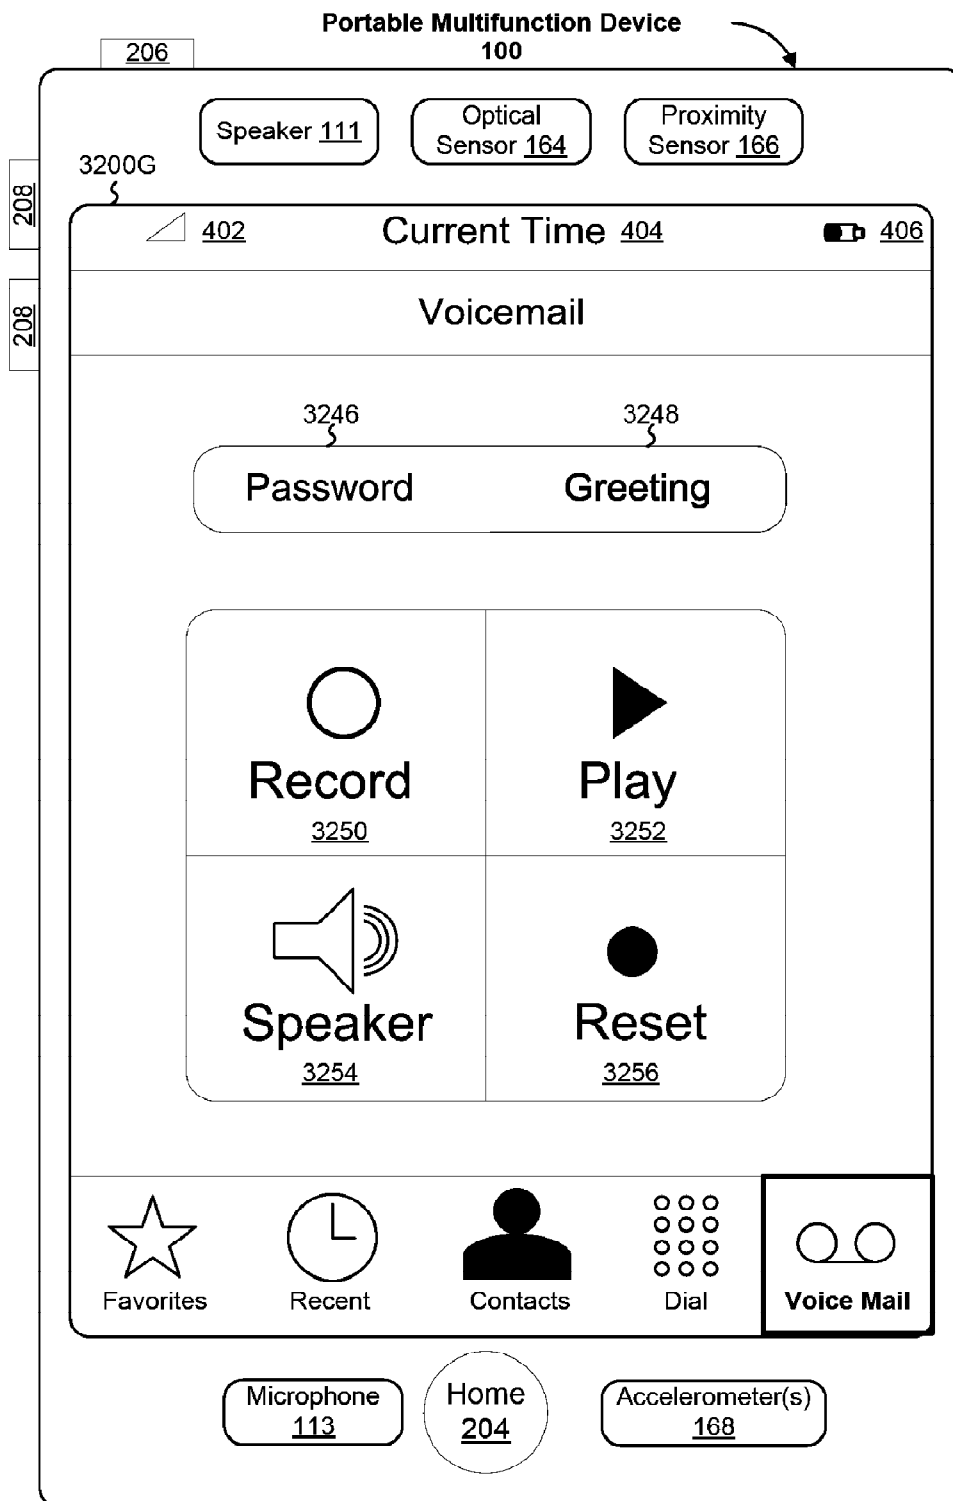 Portable Multifunction Device
100
206
Speaker 111
Optical
Sensor 164
Proximity
Sensor 166
3200G
208
208
402
Current Time 404
406
Voicemail
3246
3248
Password
Greeting
Record
3250
Play
3252
Speaker
3254
Reset
3256
Favorites
Recent
Contacts
Dial
Voice Mail
Microphone
113
Home
204
Accelerometer(s)
168